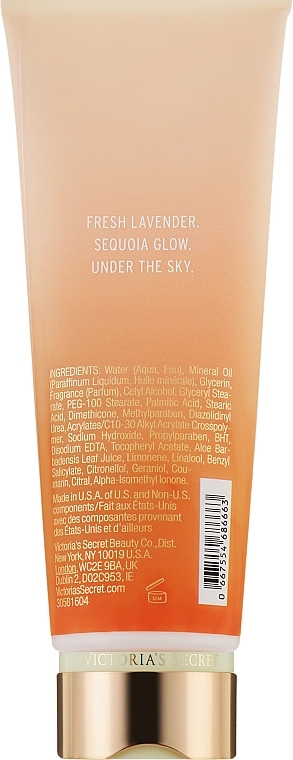 FRESH LAVENDER.
SEQUOIA GLOW.
UNDER THE SKY.
INGREDIENTS: Water (Aqua, Eau), Mineral Oil
(Paraffinum Liquidum, Huile minérale), Glycerin,
Fragrance (Parfum), Cetyl Alcohol, Glyceryl Stea-
rate, PEG-100 Stearate, Palmitic Acid, Stearic
Acid, Dimethicone, Methylparaben, Diazolidinyl
Urea, Acrylates/C10-30 Alkyl Acrylate Crosspoly-
mer, Sodium Hydroxide, Propylparaben, BHT,
Disodium EDTA, Tocopheryl Acetate, Aloe Bar-
badensis Leaf Juice, Limonene, Linalool, Benzyl
Salicylate, Citronellol, Geraniol, Cou-
marin, Citral, Alpha-Isomethyl Ionone.
Made in U.S.A. of U.S. and Non-U.S.
components/Fait aux États-Unis
avec des composantes provenant
des États-Unis et d'ailleurs
Victoria's Secret Beauty Co., Dist.
New York, NY 10019 U.S.A.
London, WC2E 9BA, UK
Dublin 2, D02C953, IE
VictoriasSecret.com
30581604
12 M
0 667554 686663
VICTORIA'S SECRET